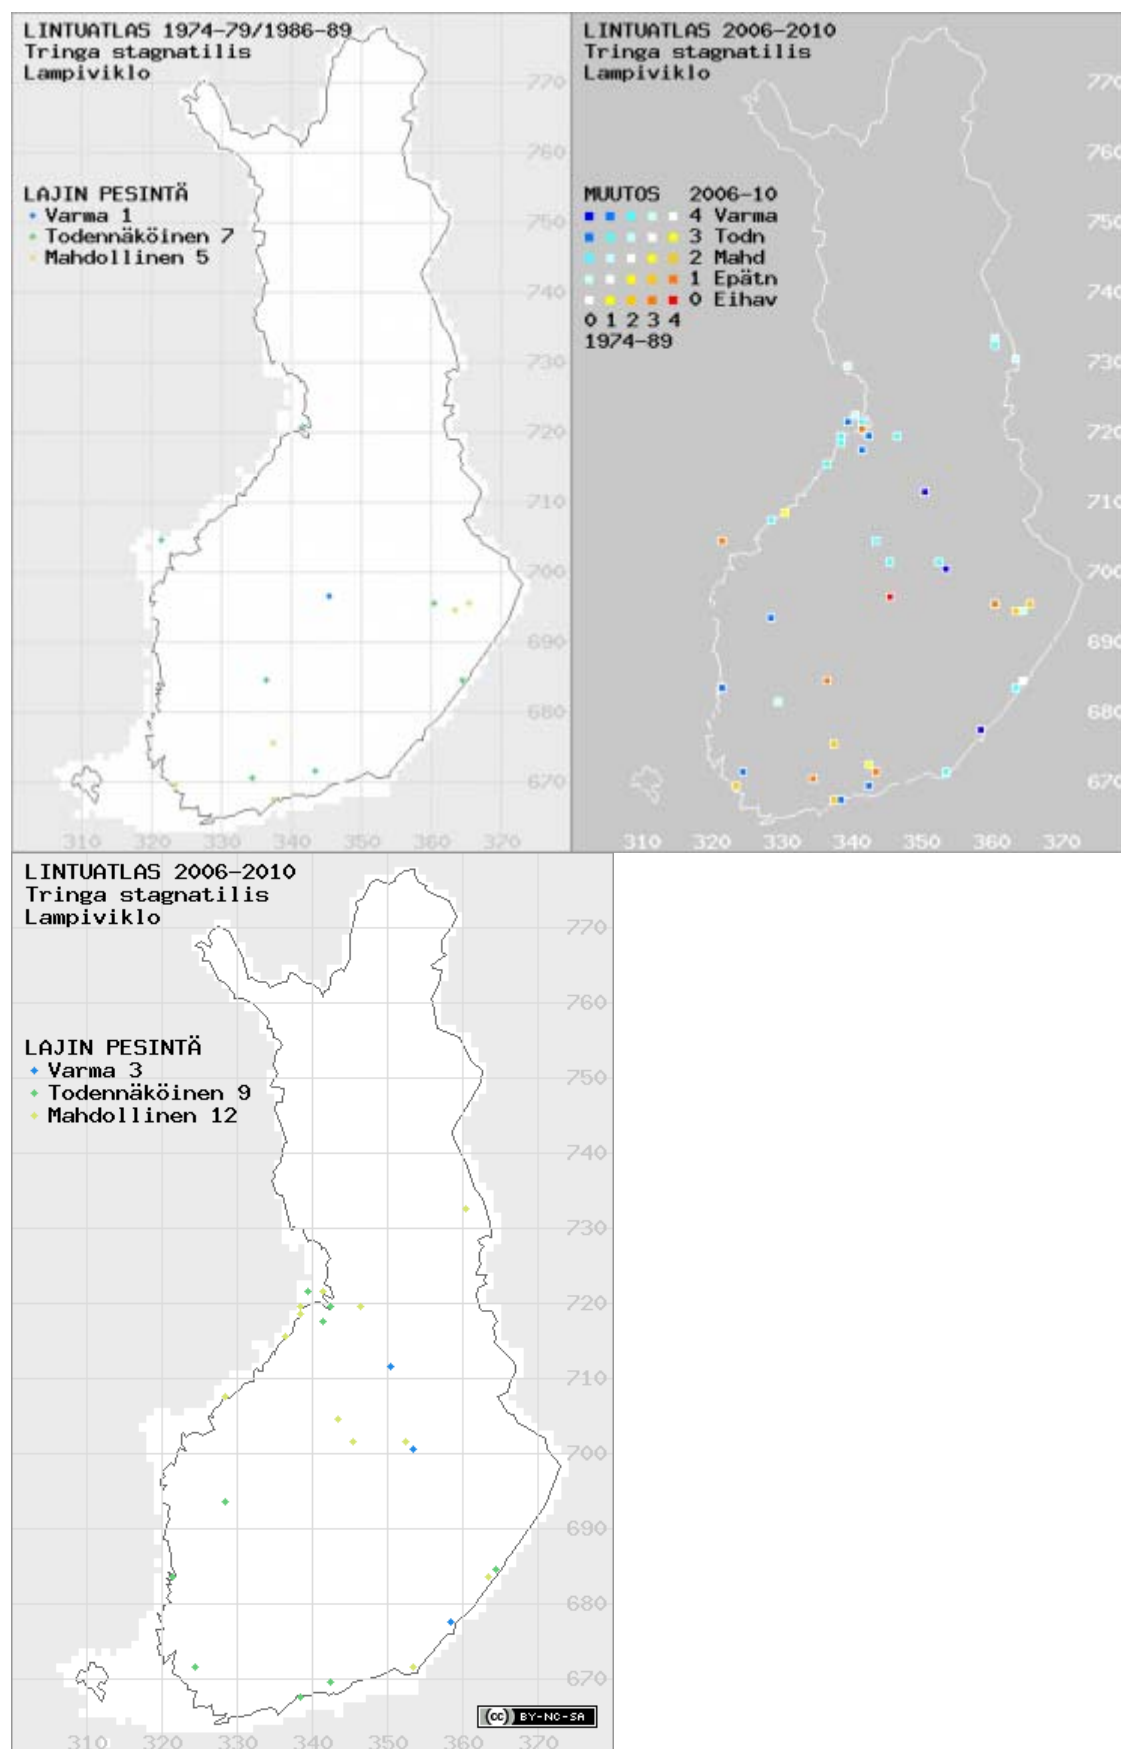 LINTUATLAS 1974-79/1986-89
Tringa stagnatilis
Lampiviklo
LAJIN PESINTÄ
Varma 1
Todennäköinen 7
Mahdollinen 5
770
760
750
740
730
720
710
700
690
680
670
310 320 330 340 350 360 370
LINTUATLAS 2006-2010
Tringa stagnatilis
Lampiviklo
MUUTOS 2006-10
4 Varma
3 Todn
2 Mahd
1 Epätn
0 Eihav
0 1 2 3 4
1974-89
770
760
750
740
730
720
710
700
690
680
670
310 320 330 340 350 360 370
LINTUATLAS 2006-2010
Tringa stagnatilis
Lampiviklo
LAJIN PESINTÄ
Varma 3
Todennäköinen 9
Mahdollinen 12
770
760
750
740
730
720
710
700
690
680
670
310 320 330 340 350 360 370
(cc) BY-NC-SA